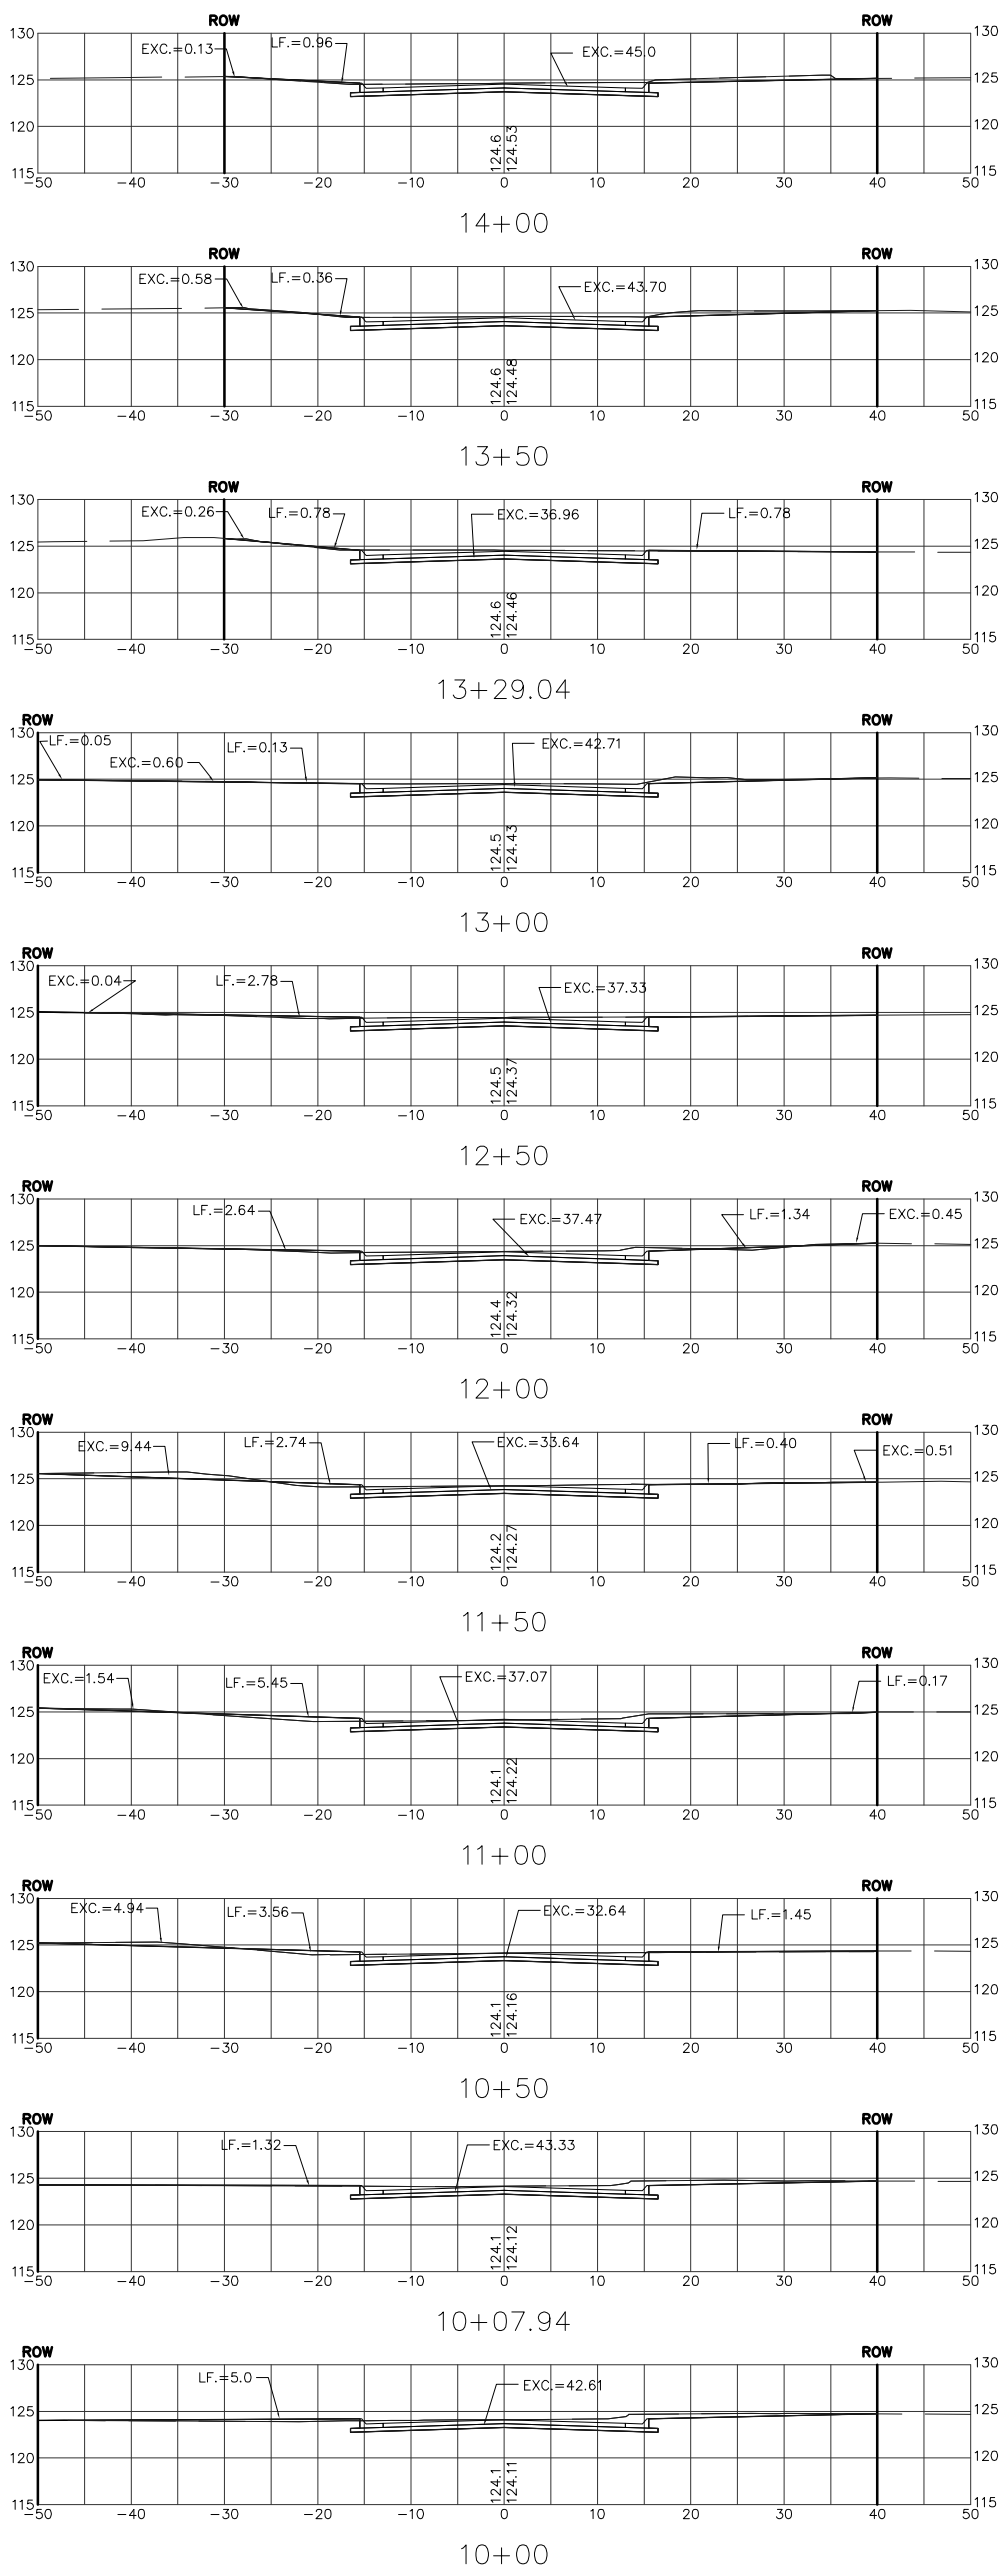 ROW ROW
130 130
EXC.=0.13 LF.=0.96 EXC.=45.0
125 125
120 120
124.6 124.53
115 115
−50 −40 −30 −20 −10 0 10 20 30 40 50
14+00
ROW ROW
130 130
EXC.=0.58 LF.=0.36 EXC.=43.70
125 125
120 120
124.6 124.48
115 115
−50 −40 −30 −20 −10 0 10 20 30 40 50
13+50
ROW ROW
130 130
EXC.=0.26 LF.=0.78 EXC.=36.96 LF.=0.78
125 125
120 120
124.6 124.46
115 115
−50 −40 −30 −20 −10 0 10 20 30 40 50
13+29.04
ROW ROW
130 130
LF.=0.05 EXC.=0.60 LF.=0.13 EXC.=42.71
125 125
120 120
124.5 124.43
115 115
−50 −40 −30 −20 −10 0 10 20 30 40 50
13+00
ROW ROW
130 130
EXC.=0.04 LF.=2.78 EXC.=37.33
125 125
120 120
124.5 124.37
115 115
−50 −40 −30 −20 −10 0 10 20 30 40 50
12+50
ROW ROW
130 130
LF.=2.64 EXC.=37.47 LF.=1.34 EXC.=0.45
125 125
120 120
124.4 124.32
115 115
−50 −40 −30 −20 −10 0 10 20 30 40 50
12+00
ROW ROW
130 130
EXC.=9.44 LF.=2.74 EXC.=33.64 LF.=0.40 EXC.=0.51
125 125
120 120
124.2 124.27
115 115
−50 −40 −30 −20 −10 0 10 20 30 40 50
11+50
ROW ROW
130 130
EXC.=1.54 LF.=5.45 EXC.=37.07 LF.=0.17
125 125
120 120
124.1 124.22
115 115
−50 −40 −30 −20 −10 0 10 20 30 40 50
11+00
ROW ROW
130 130
EXC.=4.94 LF.=3.56 EXC.=32.64 LF.=1.45
125 125
120 120
124.1 124.16
115 115
−50 −40 −30 −20 −10 0 10 20 30 40 50
10+50
ROW ROW
130 130
LF.=1.32 EXC.=43.33
125 125
120 120
124.1 124.12
115 115
−50 −40 −30 −20 −10 0 10 20 30 40 50
10+07.94
ROW ROW
130 130
LF.=5.0 EXC.=42.61
125 125
120 120
124.1 124.11
115 115
−50 −40 −30 −20 −10 0 10 20 30 40 50
10+00